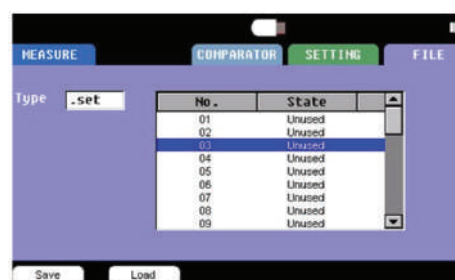 MEASURE COMPARATOR SETTING FILE
Type .set
No. State
01 Unused
02 Unused
03 Unused
04 Unused
05 Unused
06 Unused
07 Unused
08 Unused
09 Unused
Save Load